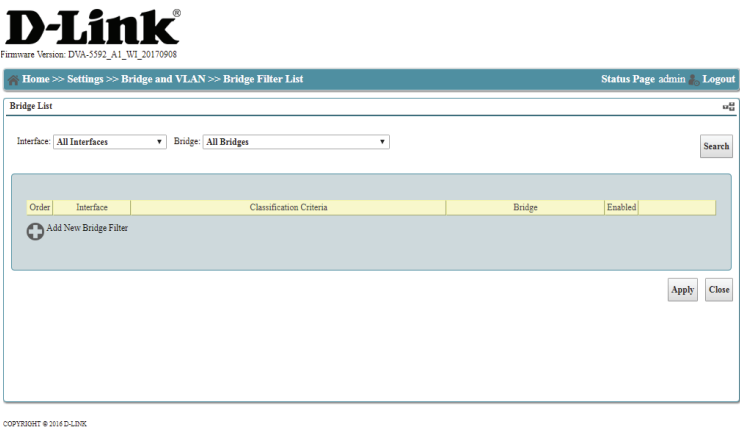 D-Link®
Firmware Version: DVA-5592_A1_WI_20170908
Home >> Settings >> Bridge and VLAN >> Bridge Filter List Status Page admin Logout
Bridge List
Interface: All Interfaces Bridge: All Bridges Search
Order Interface Classification Criteria Bridge Enabled
Add New Bridge Filter
Apply Close
COPYRIGHT © 2016 D-LINK